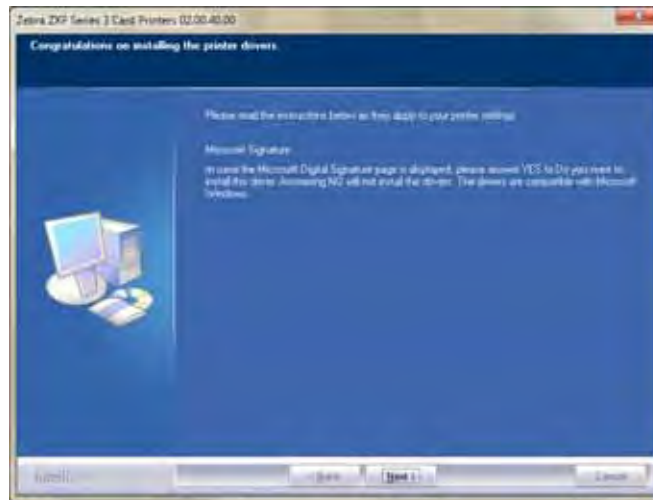 Zebra ZXP Series 3 Card Printers 02.00.40.00
Congratulations on installing the printer drivers.
Please read the instructions below as they apply to your printer settings
Microsoft Signature
In case the Microsoft Digital Signature page is displayed, please answer YES to Do you want to
install this driver. Answering NO will not install the drivers. The drivers are compatible with Microsoft
Windows.
< Back
Next >
Cancel